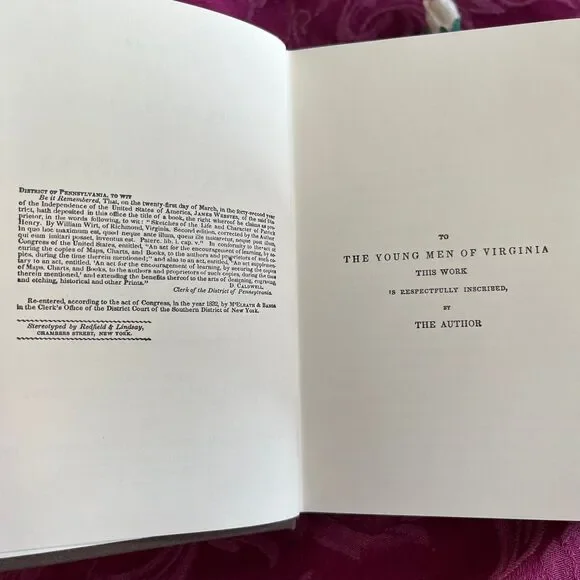 DISTRICT OF PENNSYLVANIA, TO WIT
Be it Remembered, That, on the twenty-first day of March, in the forty-second year
of the Independence of the United States of America, JAMES WEBSTER, of the said Dis-
trict, hath deposited in this office the title of a book, the right whereof he claims as pro-
prietor, in the words following, to wit: "Sketches of the Life and Character of Patrick
Henry. By William Wirt, of Richmond, Virginia. Second edition, corrected by the Author
In quo hoc maximum est, quod neque ante illum, quem ille imitaretur, neque post illum,
qui eum imitari posset, inventus est. Paterc. lib. i. cap. v." In conformity to the act of
Congress of the United States, entitled, "An act for the encouragement of learning, by se-
curing the copies of Maps, Charts, and Books, to the authors and proprietors of such co-
pies, during the time therein mentioned;" and also to an act, entitled, "An act supplemen-
tary to an act, entitled, 'An act for the encouragement of learning, by securing the copies
of Maps, Charts, and Books, to the authors and proprietors of such copies, during the time
therein mentioned,' and extending the benefits thereof to the arts of designing, engraving,
and etching, historical and other Prints."
D. CALDWELL,
Clerk of the District of Pennsylvania.
Re-entered, according to the act of Congress, in the year 1832, by McELRATH & BANGS
in the Clerk's Office of the District Court of the Southern District of New York.
Stereotyped by Redfield & Lindsay,
CHAMBERS STREET, NEW YORK.
TO
THE YOUNG MEN OF VIRGINIA
THIS WORK
IS RESPECTFULLY INSCRIBED,
BY
THE AUTHOR